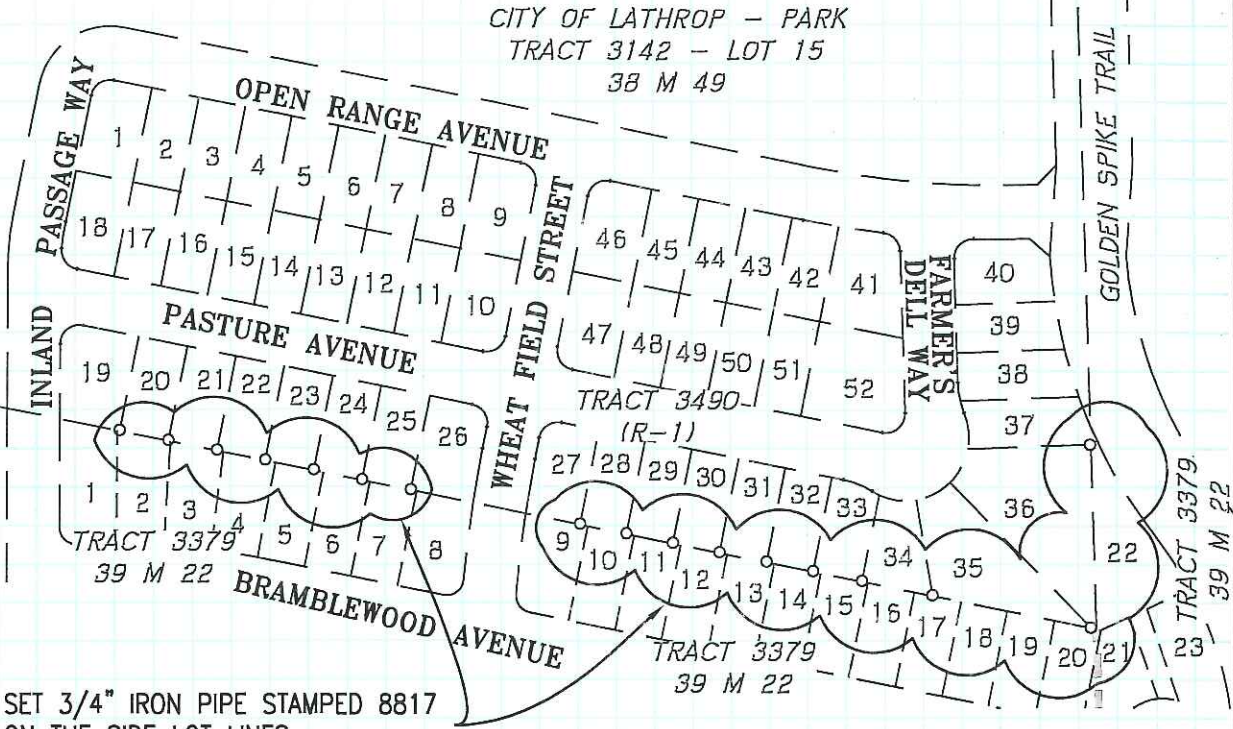 CITY OF LATHROP - PARK
TRACT 3142 - LOT 15
38 M 49
GOLDEN SPIKE TRAIL
INLAND PASSAGE WAY
OPEN RANGE AVENUE
1 2 3 4 5 6 7 8 9
18 17 16 15 14 13 12 11 10
WHEAT FIELD STREET
46 45 44 43 42 41
47 48 49 50 51 52
FARMER'S
DELL WAY
40
39
38
37
36
PASTURE AVENUE
19 20 21 22 23 24 25 26
1 2 3 4 5 6 7 8
TRACT 3379
39 M 22
BRAMBLEWOOD AVENUE
TRACT 3490
(R-1)
27 28 29 30 31 32 33 34 35
9 10 11 12 13 14 15 16 17 18 19 20 21 22 23
TRACT 3379
39 M 22
TRACT 3379
39 M 22
SET 3/4" IRON PIPE STAMPED 8817
ON THE SIDE LOT LINES